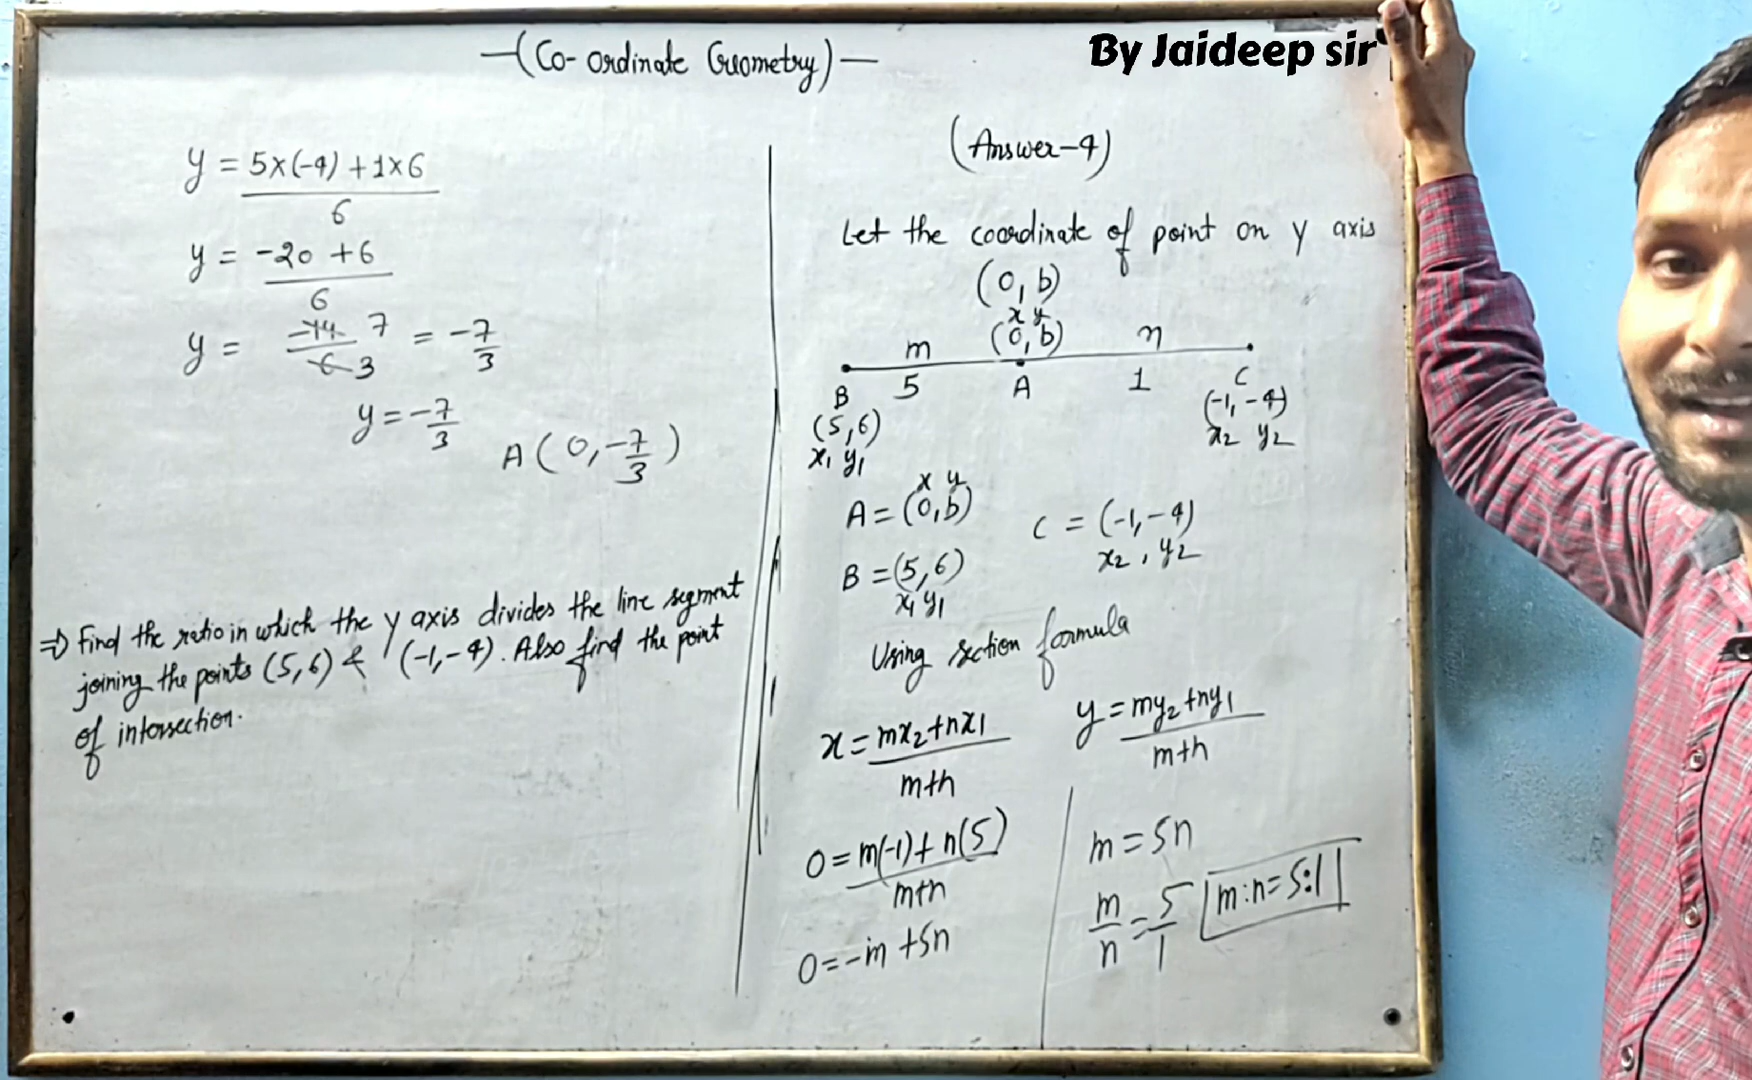 —(Co-ordinate Geometry)—
By Jaideep sir
y = 5x(-4) + 1x6
6
y = -20 + 6
6
y = -14 7 = -7
6 3 3
y = -7
3
A (0, -7/3)
⇒ Find the ratio in which the y axis divides the line segment
joining the points (5,6) & (-1,-4). Also find the point
of intersection.
(Answer-4)
Let the coordinate of point on y axis
(0, b)
x y
m (0, b) n
B 5 A 1 C
(5,6) (-1, -4)
x1 y1 x2 y2
x y
A = (0,b) C = (-1, -4)
x2, y2
B = (5, 6)
x1 y1
Using section formula
x = mx2+nx1 y = my2+ny1
m+n m+n
0 = m(-1)+ n(5)
m+n
0 = -m +5n
m = 5n
m/n = 5/1 m:n = 5:1